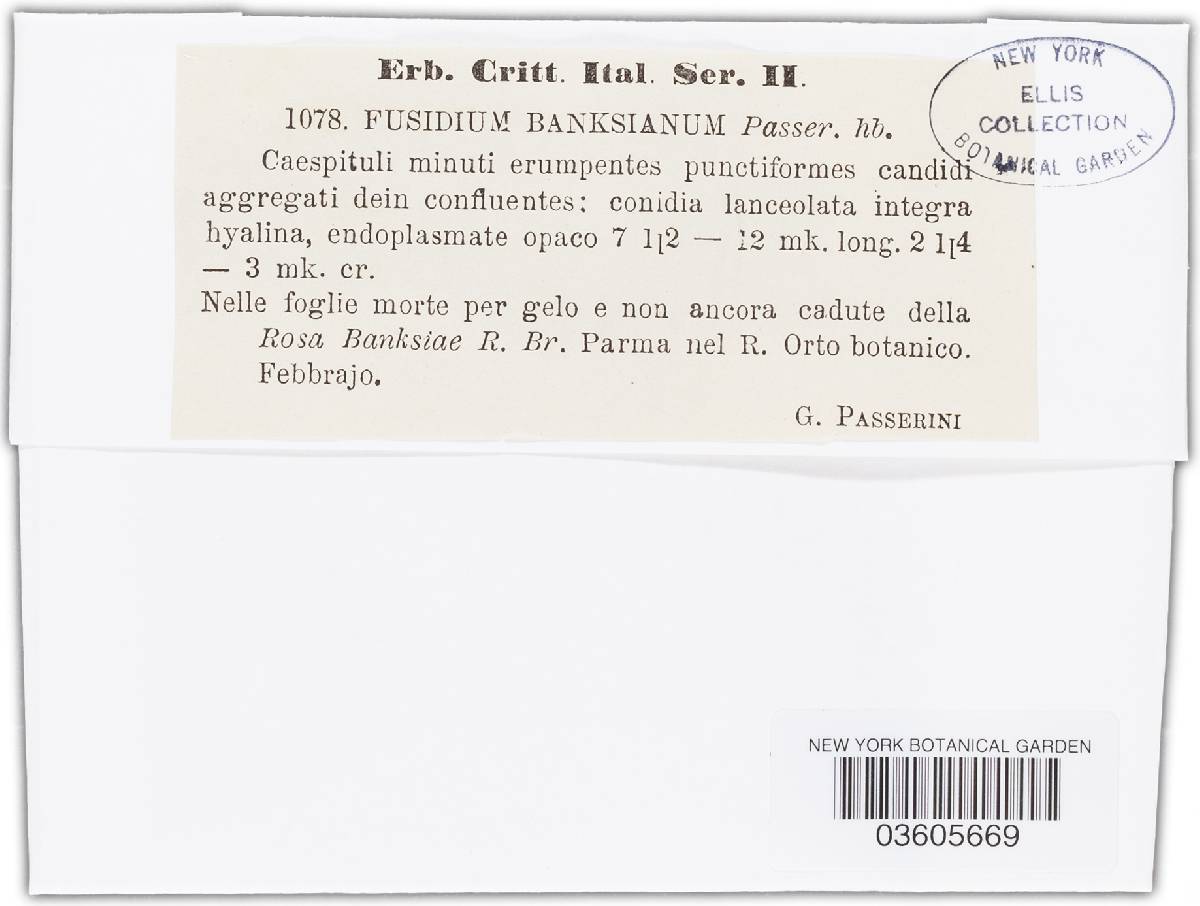 Erb. Critt. Ital. Ser. II.
1078. FUSIDIUM BANKSIANUM Passer. hb.
Caespituli minuti erumpentes punctiformes candidi
aggregati dein confluentes; conidia lanceolata integra
hyalina, endoplasmate opaco 7 1|2 — 12 mk. long. 2 1|4
— 3 mk. cr.
Nelle foglie morte per gelo e non ancora cadute della
Rosa Banksiae R. Br. Parma nel R. Orto botanico.
Febbrajo.
G. PASSERINI
NEW YORK
ELLIS
COLLECTION
BOTANICAL GARDEN
NEW YORK BOTANICAL GARDEN
03605669